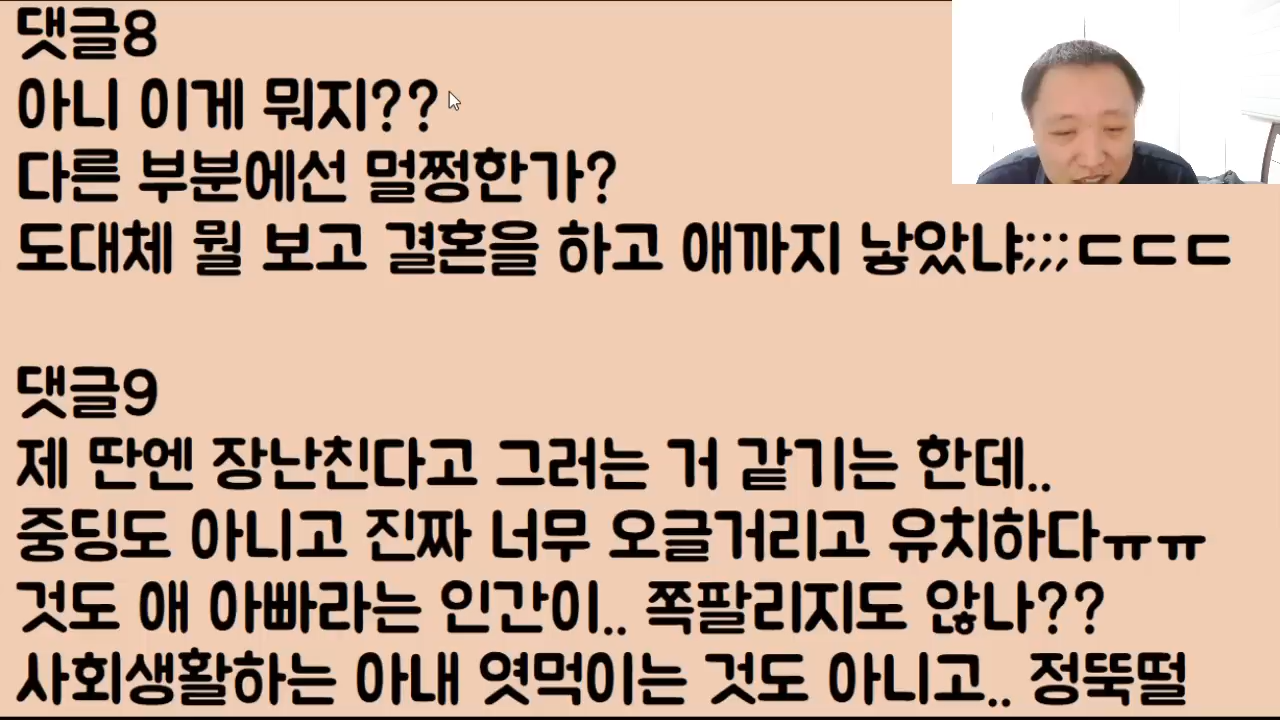 댓글8
아니 이게 뭐지??
다른 부분에선 멀쩡한가?
도대체 뭘 보고 결혼을 하고 애까지 낳았냐;;;ㄷㄷㄷ
댓글9
제 딴엔 장난친다고 그러는 거 같기는 한데..
중딩도 아니고 진짜 너무 오글거리고 유치하다ㅠㅠ
것도 애 아빠라는 인간이.. 쪽팔리지도 않나??
사회생활하는 아내 엿먹이는 것도 아니고.. 정뚝떨